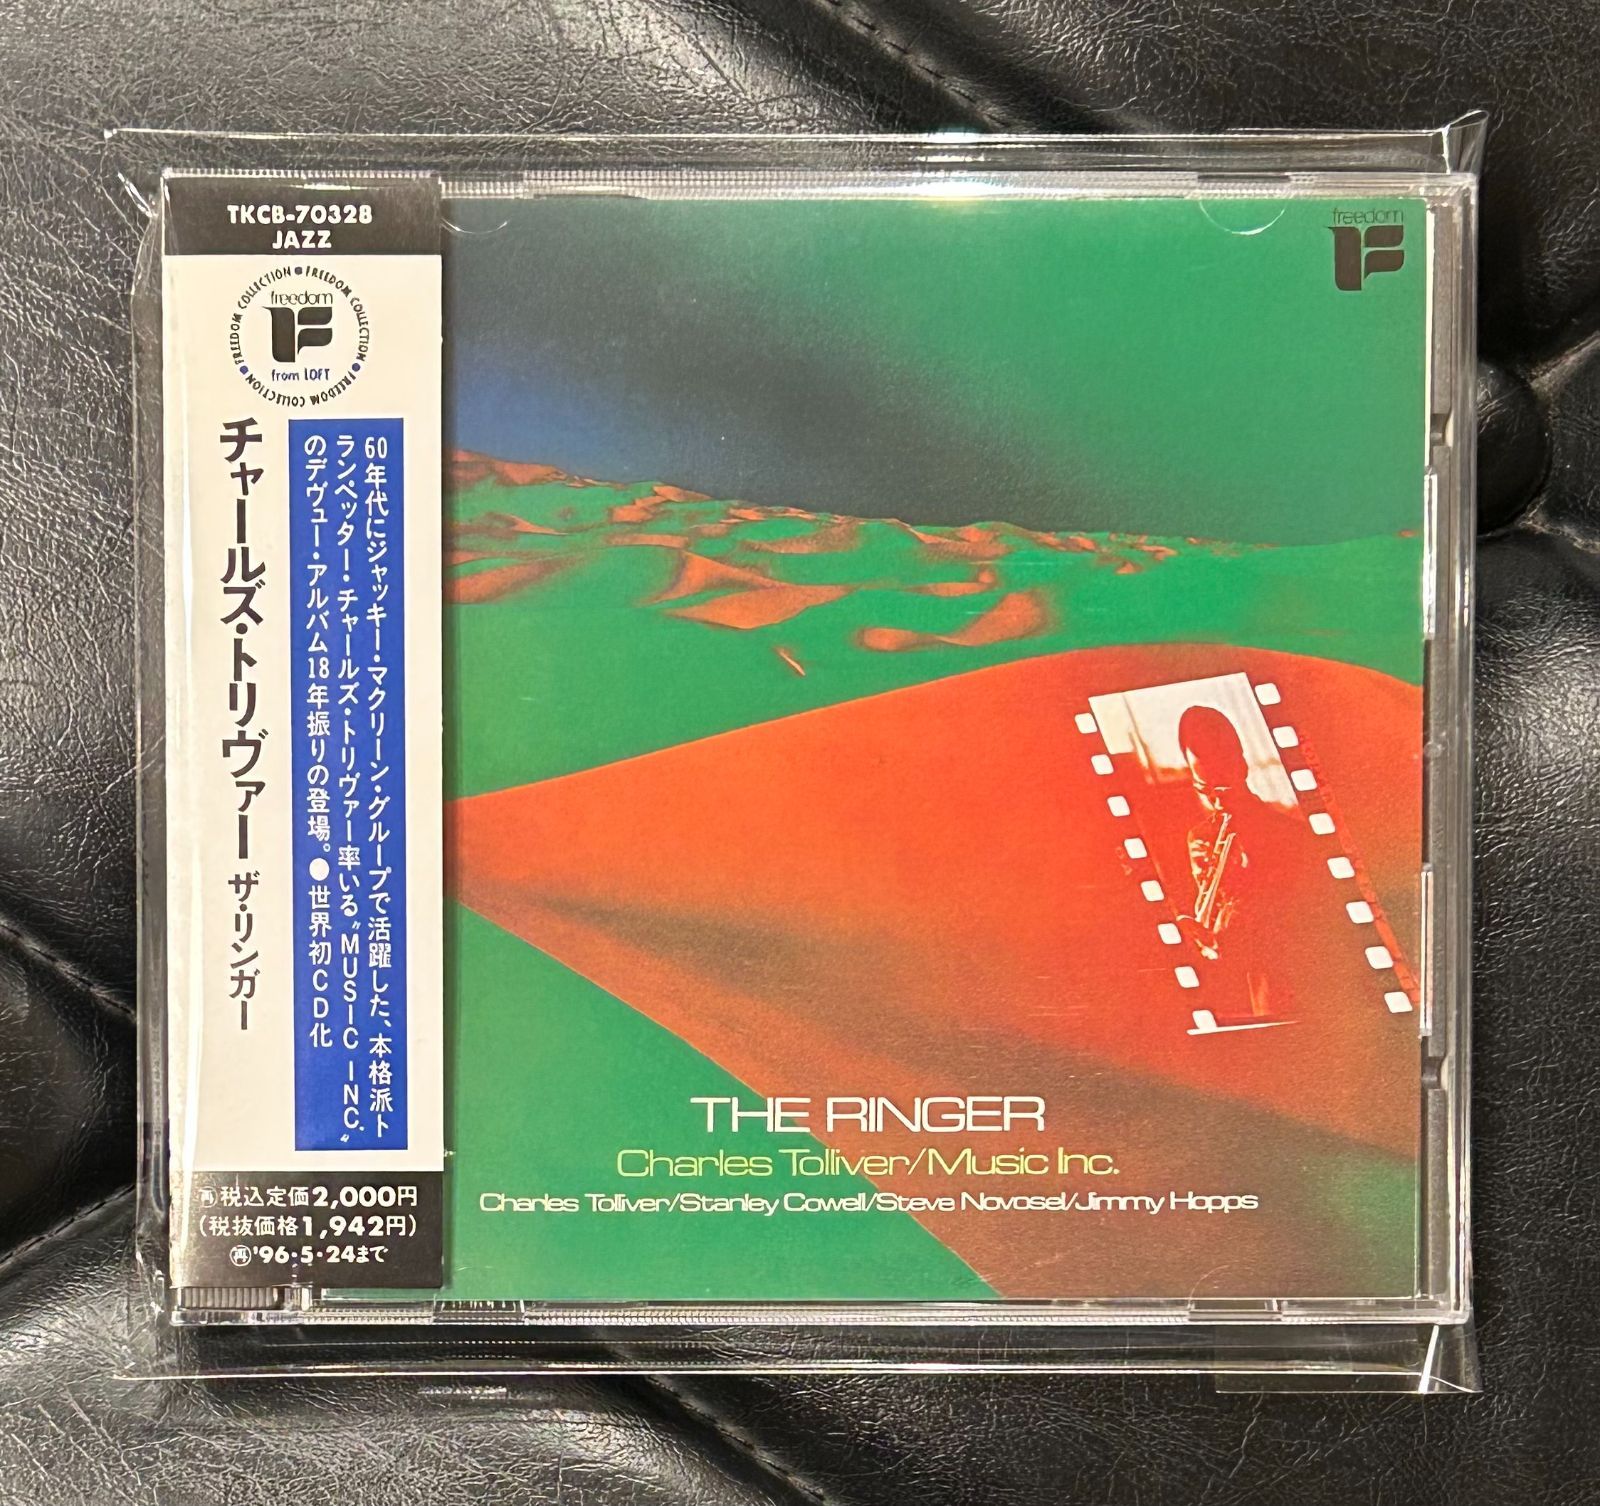 TKCB-70328
JAZZ
FREEDOM COLLECTION • FREEDOM COLLECTION • FREEDOM COLLECTION •
freedom
F
from LOFT
チャールズ・トリヴァー ザ・リンガー
60年代にジャッキー・マクリーン・グループで活躍した、本格派ト
ランペッター・チャールズ・トリヴァー率いる“MUSIC INC.”
のデヴュー・アルバム18年振りの登場。●世界初CD化
㋷税込定価2,000円
(税抜価格1,942円)
㋷'96・5・24まで
freedom
F
THE RINGER
Charles Tolliver/Music Inc.
Charles Tolliver/Stanley Cowell/Steve Novosel/Jimmy Hopps